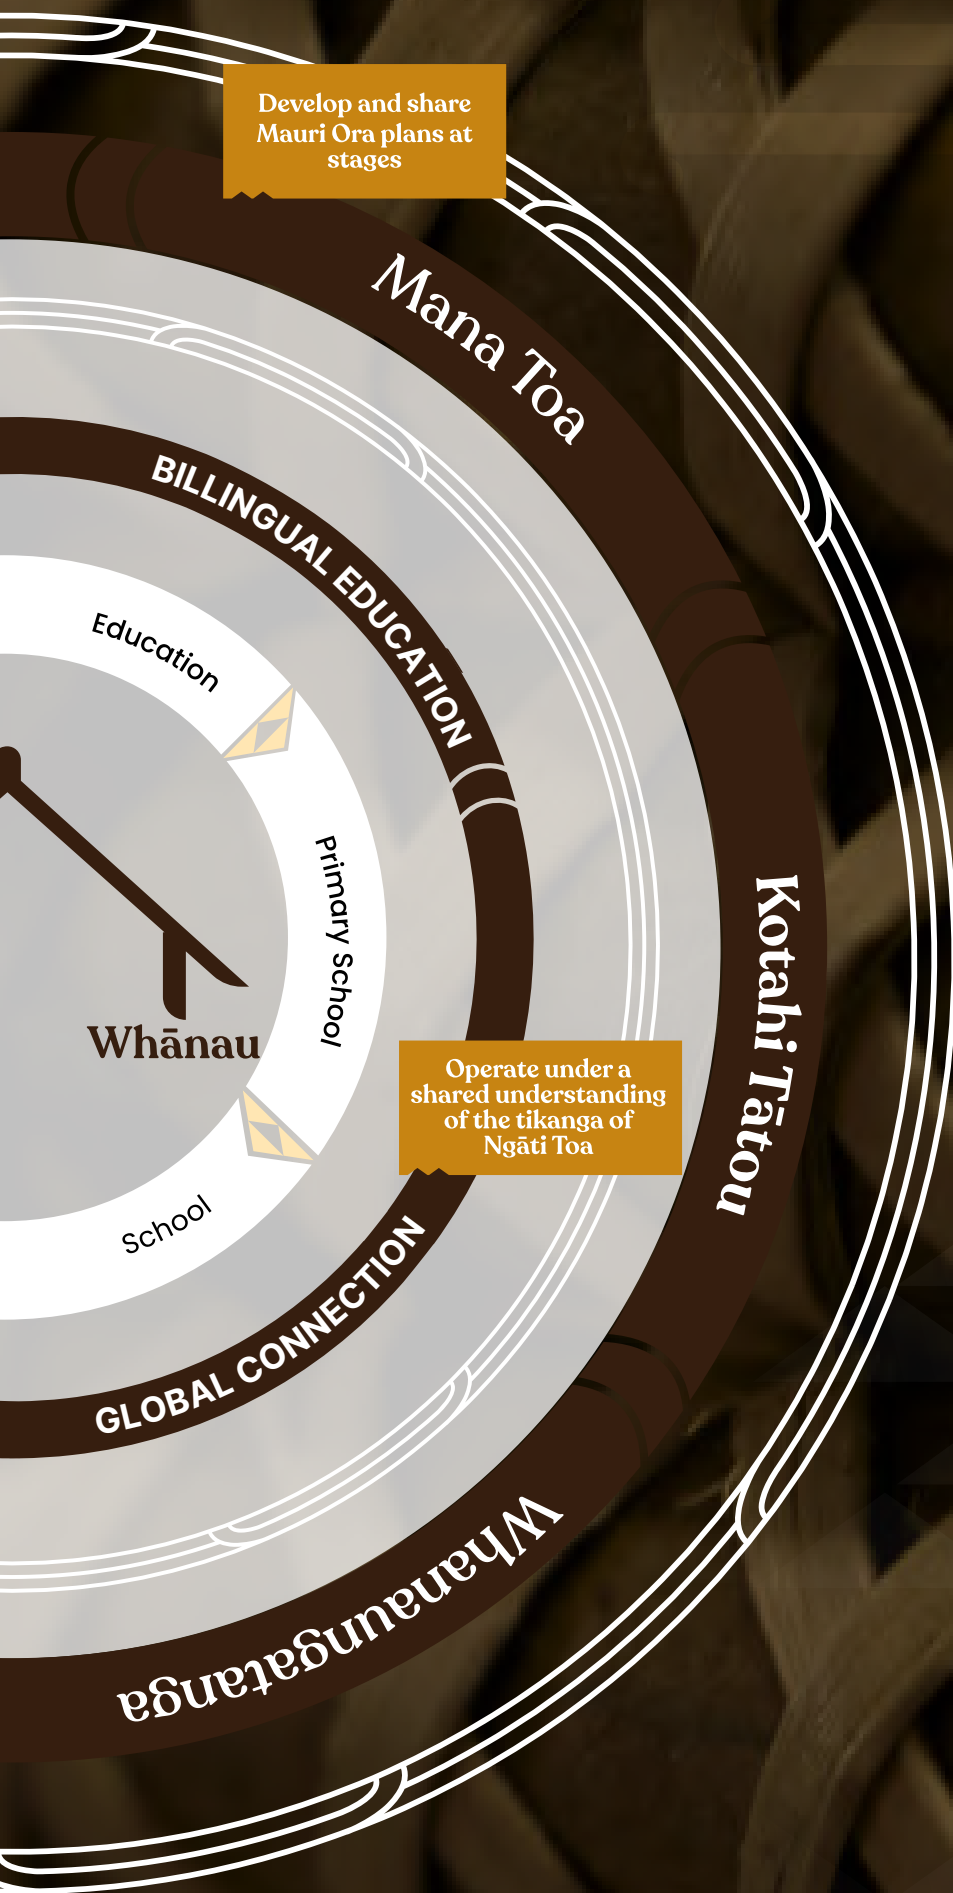 Develop and share
Mauri Ora plans at
stages
Mana Toa
BILLINGUAL EDUCATION
Education
Primary School
Kotahi Tātou
Whānau
Operate under a
shared understanding
of the tikanga of
Ngāti Toa
School
GLOBAL CONNECTION
Whanaungatanga